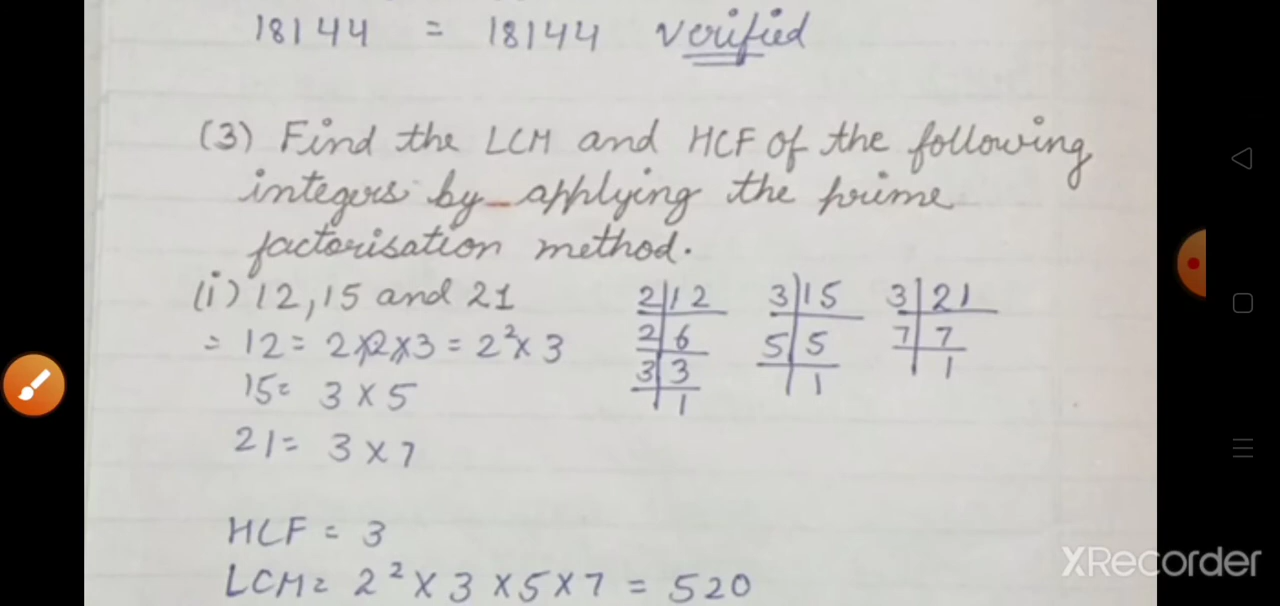 18144 = 18144 verified
(3) Find the LCM and HCF of the following
integers by applying the prime
factorisation method.
(i) 12, 15 and 21
= 12 = 2×2×3 = 2²×3
15= 3×5
21= 3×7
2|12
2|6
3|3
|1
3|15
5|5
|1
3|21
7|7
|1
HCF = 3
LCM= 2²×3×5×7 = 520
XRecorder